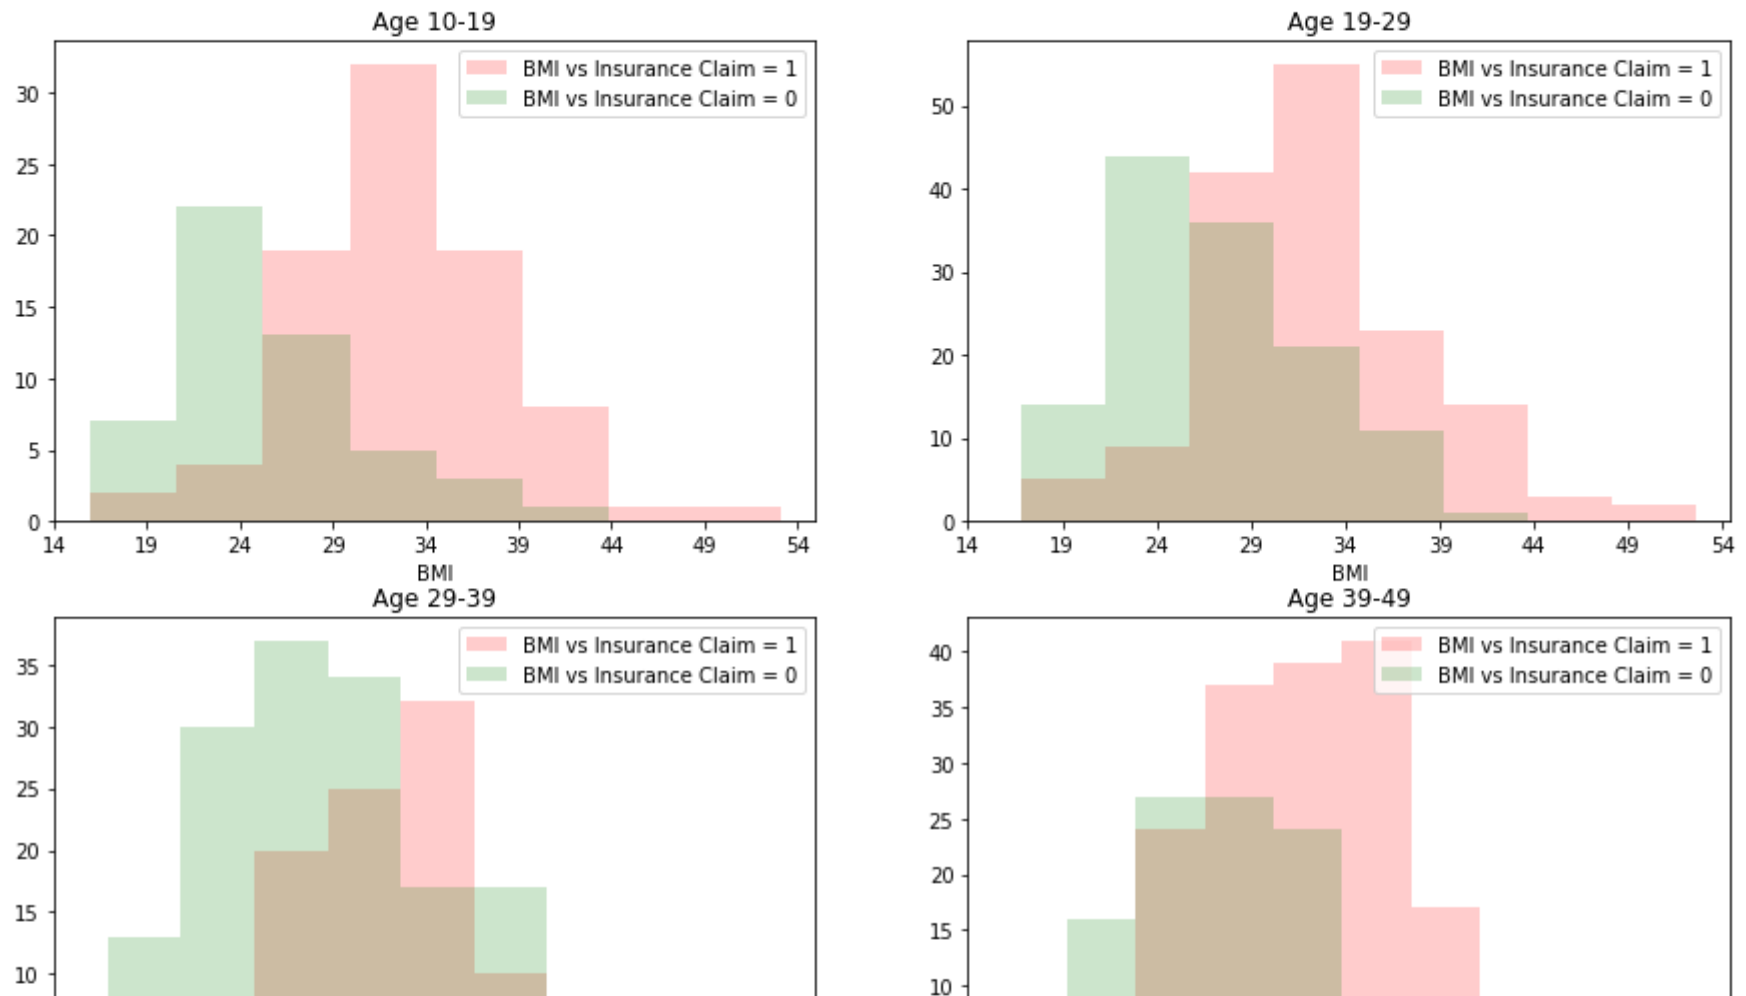 Age 10-19
BMI vs Insurance Claim = 1
BMI vs Insurance Claim = 0
30
25
20
15
10
5
0
14 19 24 29 34 39 44 49 54
BMI
Age 19-29
BMI vs Insurance Claim = 1
BMI vs Insurance Claim = 0
50
40
30
20
10
0
14 19 24 29 34 39 44 49 54
BMI
Age 29-39
BMI vs Insurance Claim = 1
BMI vs Insurance Claim = 0
35
30
25
20
15
10
Age 39-49
BMI vs Insurance Claim = 1
BMI vs Insurance Claim = 0
40
35
30
25
20
15
10